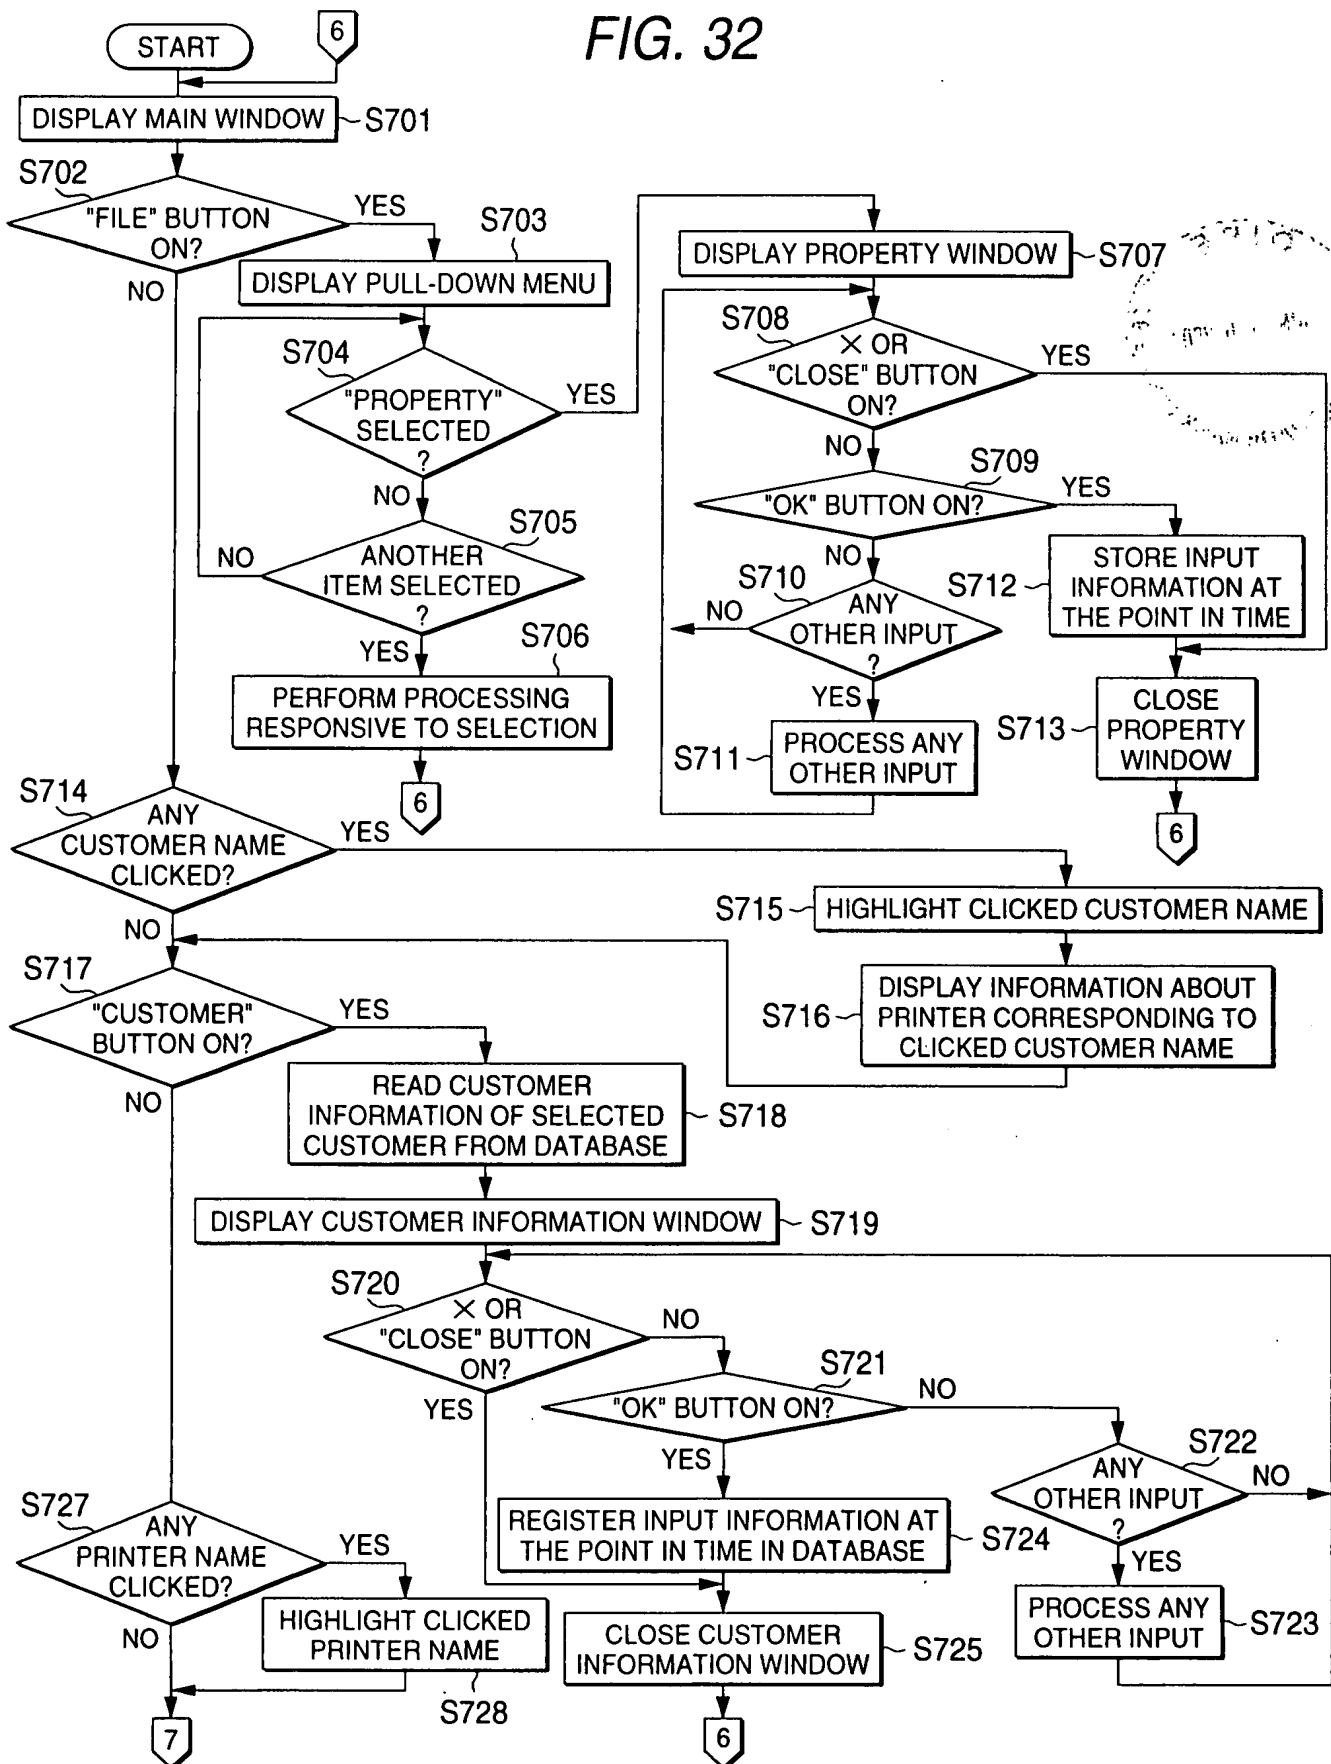 FIG. 32
START
6
DISPLAY MAIN WINDOW
S701
S702
"FILE" BUTTON
ON?
YES
NO
S703
DISPLAY PULL-DOWN MENU
S704
"PROPERTY"
SELECTED
?
YES
NO
S705
ANOTHER
ITEM SELECTED
?
NO
YES
S706
PERFORM PROCESSING
RESPONSIVE TO SELECTION
6
DISPLAY PROPERTY WINDOW
S707
S708
X OR
"CLOSE" BUTTON
ON?
YES
NO
S709
"OK" BUTTON ON?
YES
NO
S710
ANY
OTHER INPUT
?
NO
YES
S711
PROCESS ANY
OTHER INPUT
S712
STORE INPUT
INFORMATION AT
THE POINT IN TIME
S713
CLOSE
PROPERTY
WINDOW
6
S714
ANY
CUSTOMER NAME
CLICKED?
YES
NO
S715
HIGHLIGHT CLICKED CUSTOMER NAME
S716
DISPLAY INFORMATION ABOUT
PRINTER CORRESPONDING TO
CLICKED CUSTOMER NAME
S717
"CUSTOMER"
BUTTON ON?
YES
NO
READ CUSTOMER
INFORMATION OF SELECTED
CUSTOMER FROM DATABASE
S718
DISPLAY CUSTOMER INFORMATION WINDOW
S719
S720
X OR
"CLOSE" BUTTON
ON?
NO
YES
S721
"OK" BUTTON ON?
NO
YES
S722
ANY
OTHER INPUT
?
NO
YES
PROCESS ANY
OTHER INPUT
S723
REGISTER INPUT INFORMATION AT
THE POINT IN TIME IN DATABASE
S724
CLOSE CUSTOMER
INFORMATION WINDOW
S725
6
S727
ANY
PRINTER NAME
CLICKED?
YES
NO
HIGHLIGHT CLICKED
PRINTER NAME
S728
7